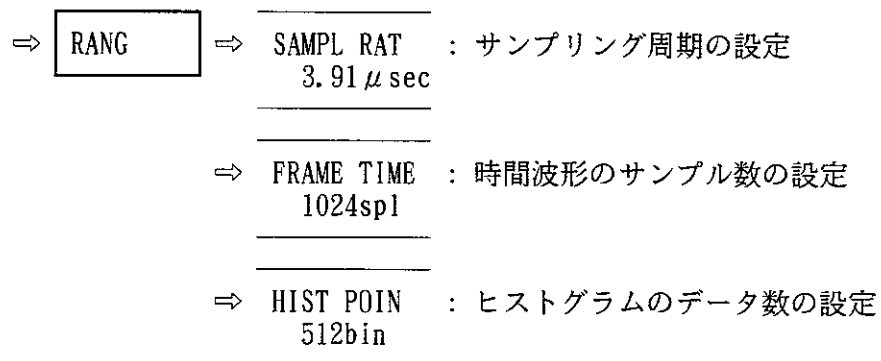 ⇒ RANG ⇒ SAMPL RAT : サンプリング周期の設定
3.91μsec
⇒ FRAME TIME : 時間波形のサンプル数の設定
1024spl
⇒ HIST POIN : ヒストグラムのデータ数の設定
512bin